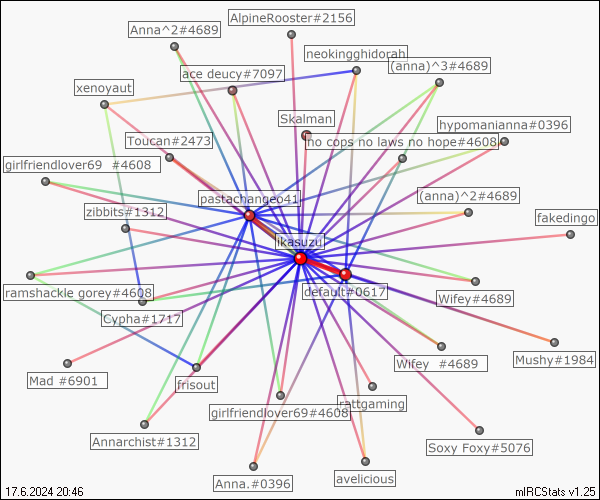 AlpineRooster#2156
Anna^2#4689
neokingghidorah
(anna)^3#4689
ace deucy#7097
xenoyaut
Skalman
hypomanianna#0396
Toucan#2473
no cops no laws no hope#4608
girlfriendlover69 #4608
pastachangeo41
(anna)^2#4689
zibbits#1312
fakedingo
ikasuzu
ramshackle gorey#4608
default#0617
Wifey#4689
Cypha#1717
Wifey #4689
Mushy#1984
Mad #6901
frisout
rattgaming
girlfriendlover69#4608
Annarchist#1312
Soxy Foxy#5076
Anna.#0396
avelicious
17.6.2024 20:46
mIRCStats v1.25